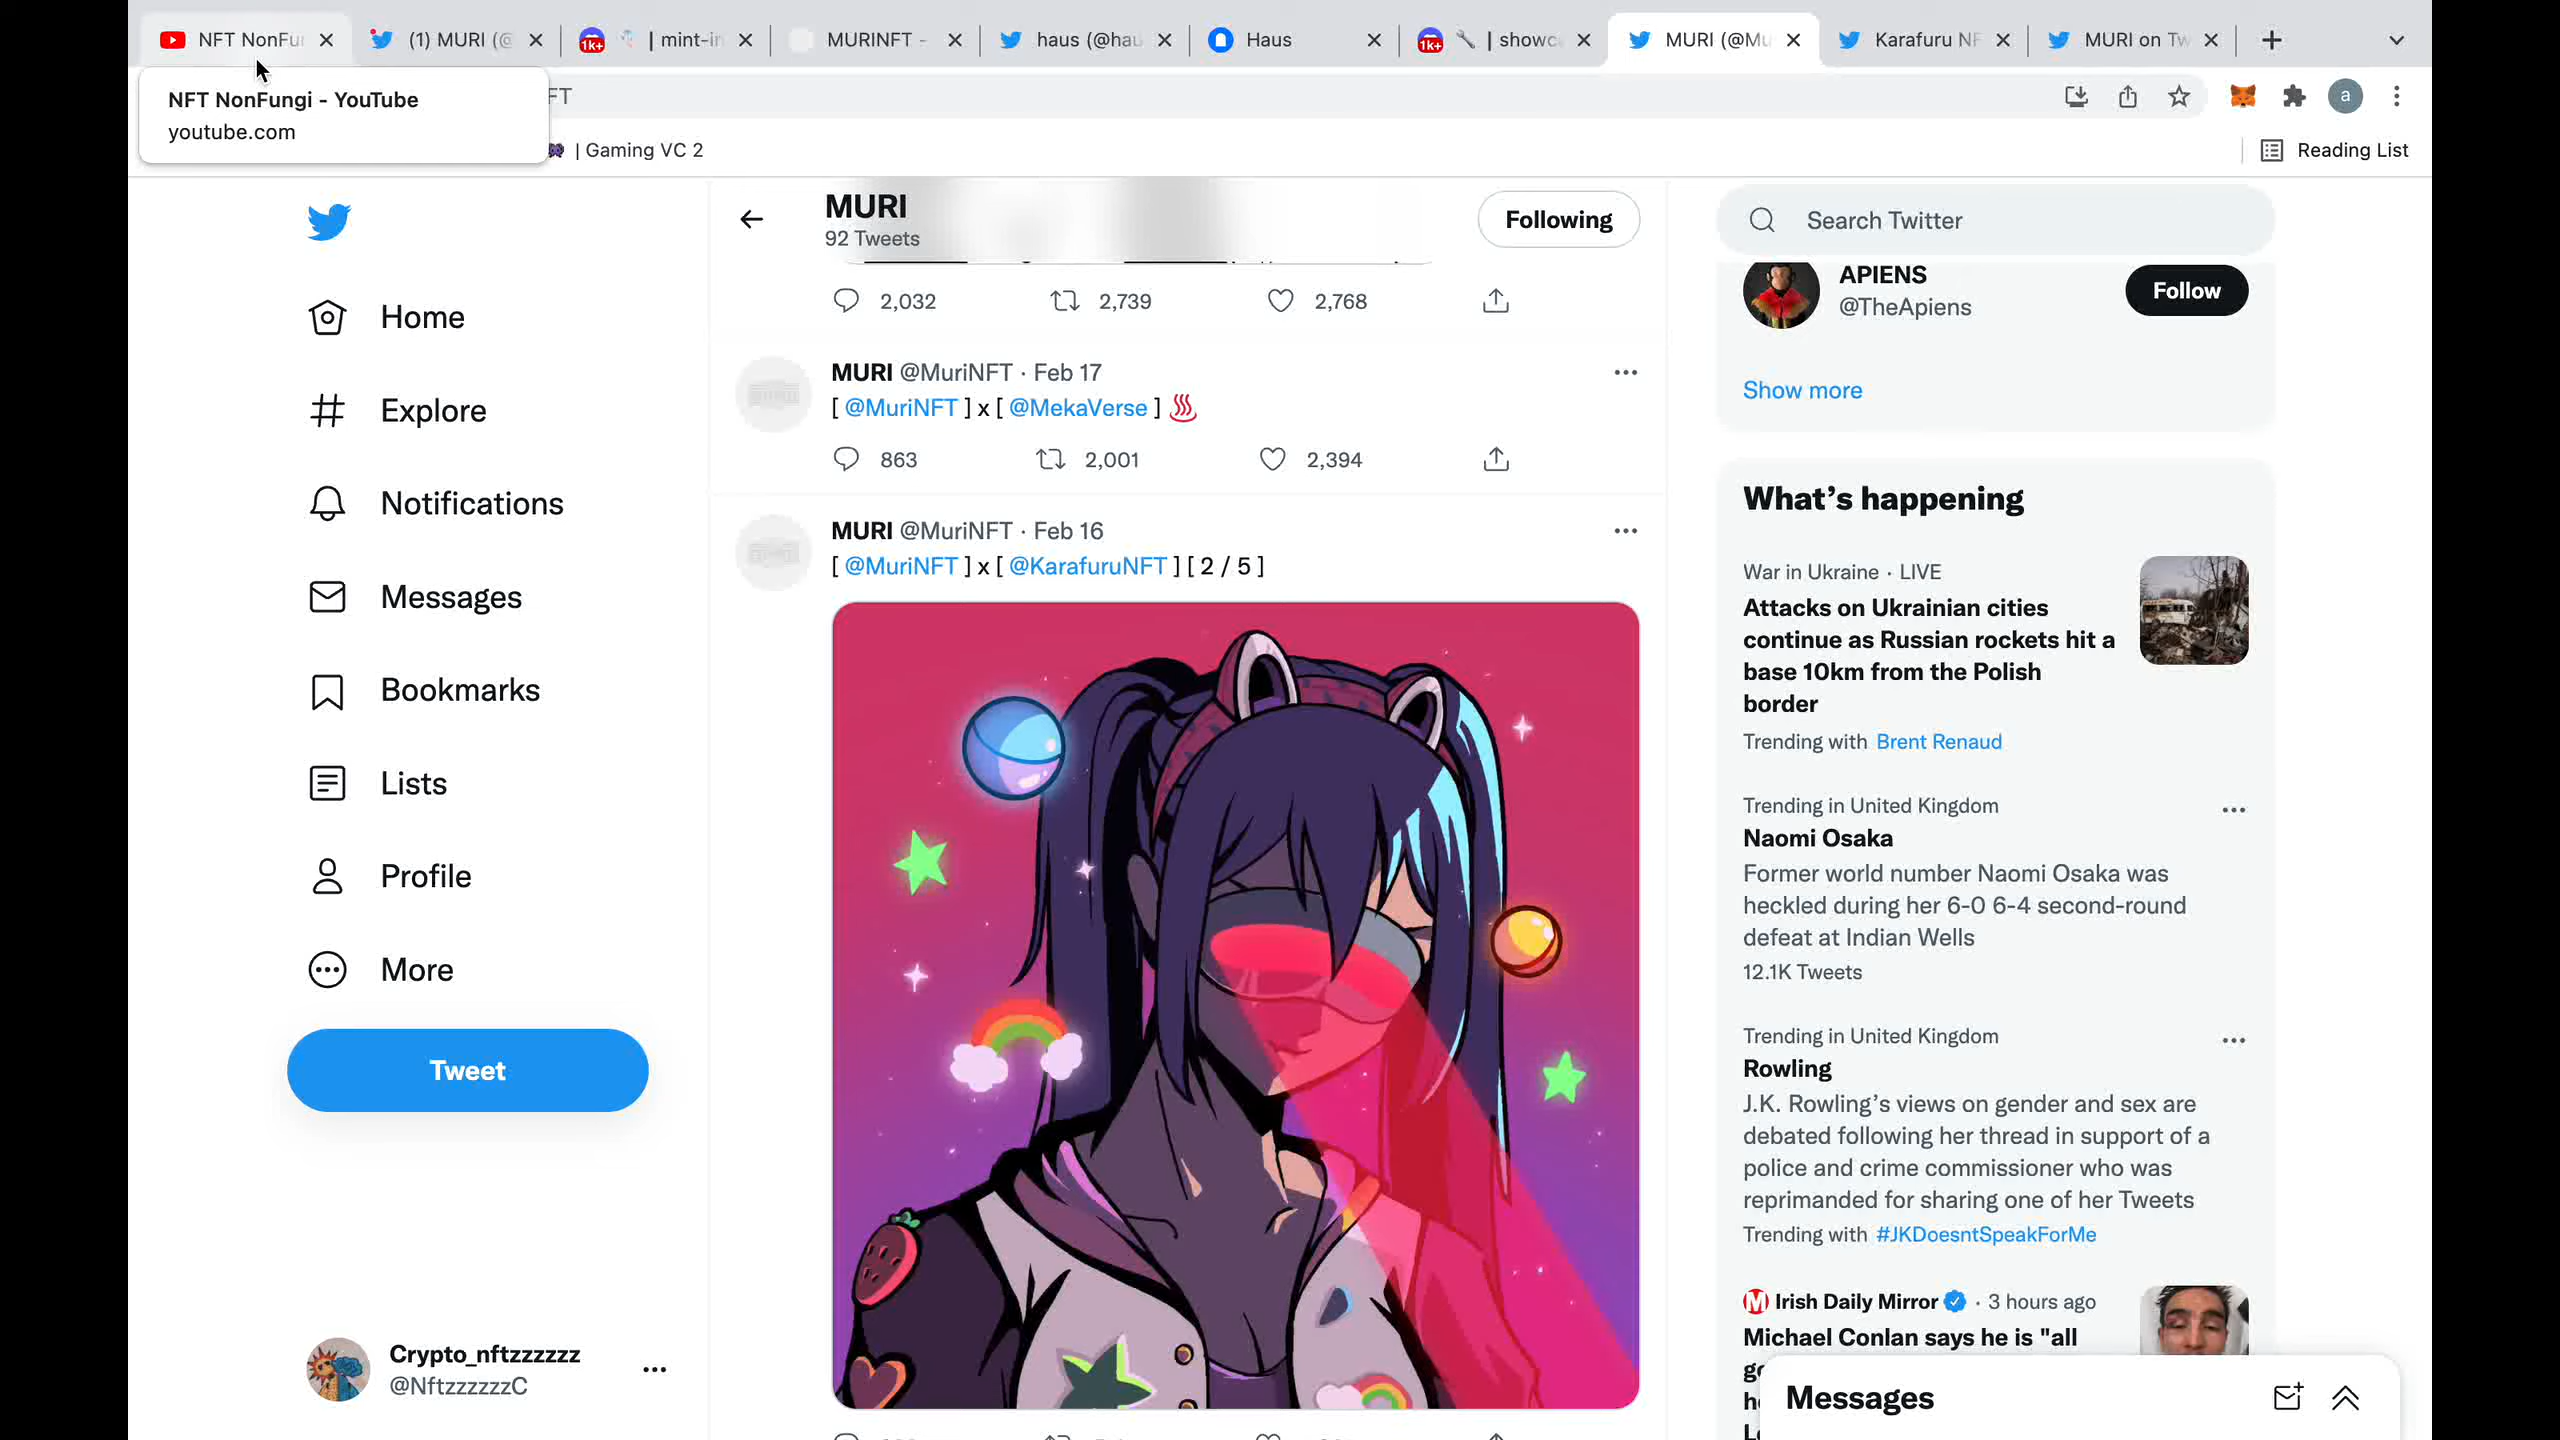 NFT NonFu
(1) MURI (@
1k+ | mint-in
MURINFT -
haus (@hau
Haus
1k+ | showc
MURI (@Mu
Karafuru NF
MURI on Tw
NFT NonFungi - YouTube
youtube.com
FT
a
| Gaming VC 2
Reading List
Home
Explore
Notifications
Messages
Bookmarks
Lists
Profile
More
Tweet
Crypto_nftzzzzzz
@NftzzzzzzC
MURI
92 Tweets
Following
2,032 2,739 2,768
MURI @MuriNFT · Feb 17
[ @MuriNFT ] x [ @MekaVerse ] ♨
863 2,001 2,394
MURI @MuriNFT · Feb 16
[ @MuriNFT ] x [ @KarafuruNFT ] [ 2 / 5 ]
Search Twitter
APIENS
@TheApiens
Follow
Show more
What's happening
War in Ukraine · LIVE
Attacks on Ukrainian cities
continue as Russian rockets hit a
base 10km from the Polish
border
Trending with Brent Renaud
Trending in United Kingdom
Naomi Osaka
Former world number Naomi Osaka was
heckled during her 6-0 6-4 second-round
defeat at Indian Wells
12.1K Tweets
Trending in United Kingdom
Rowling
J.K. Rowling's views on gender and sex are
debated following her thread in support of a
police and crime commissioner who was
reprimanded for sharing one of her Tweets
Trending with #JKDoesntSpeakForMe
Irish Daily Mirror · 3 hours ago
Michael Conlan says he is "all
Messages